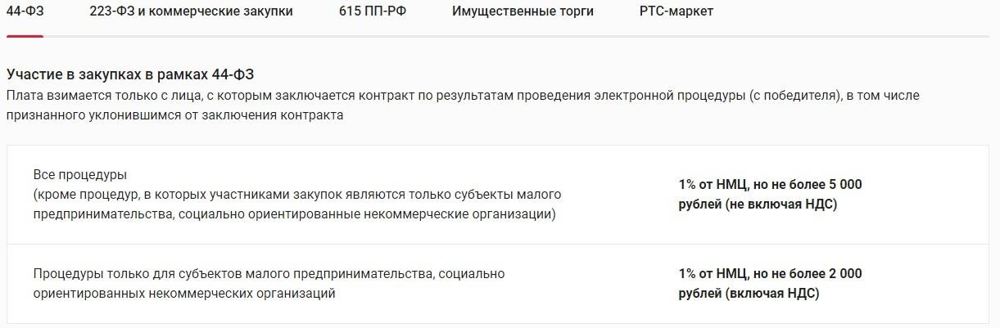 44-ФЗ 223-ФЗ и коммерческие закупки 615 ПП-РФ Имущественные торги РТС-маркет
Участие в закупках в рамках 44-ФЗ
Плата взимается только с лица, с которым заключается контракт по результатам проведения электронной процедуры (с победителя), в том числе
признанного уклонившимся от заключения контракта
Все процедуры
(кроме процедур, в которых участниками закупок являются только субъекты малого
предпринимательства, социально ориентированные некоммерческие организации)
1% от НМЦ, но не более 5 000
рублей (не включая НДС)
Процедуры только для субъектов малого предпринимательства, социально
ориентированных некоммерческих организаций
1% от НМЦ, но не более 2 000
рублей (включая НДС)